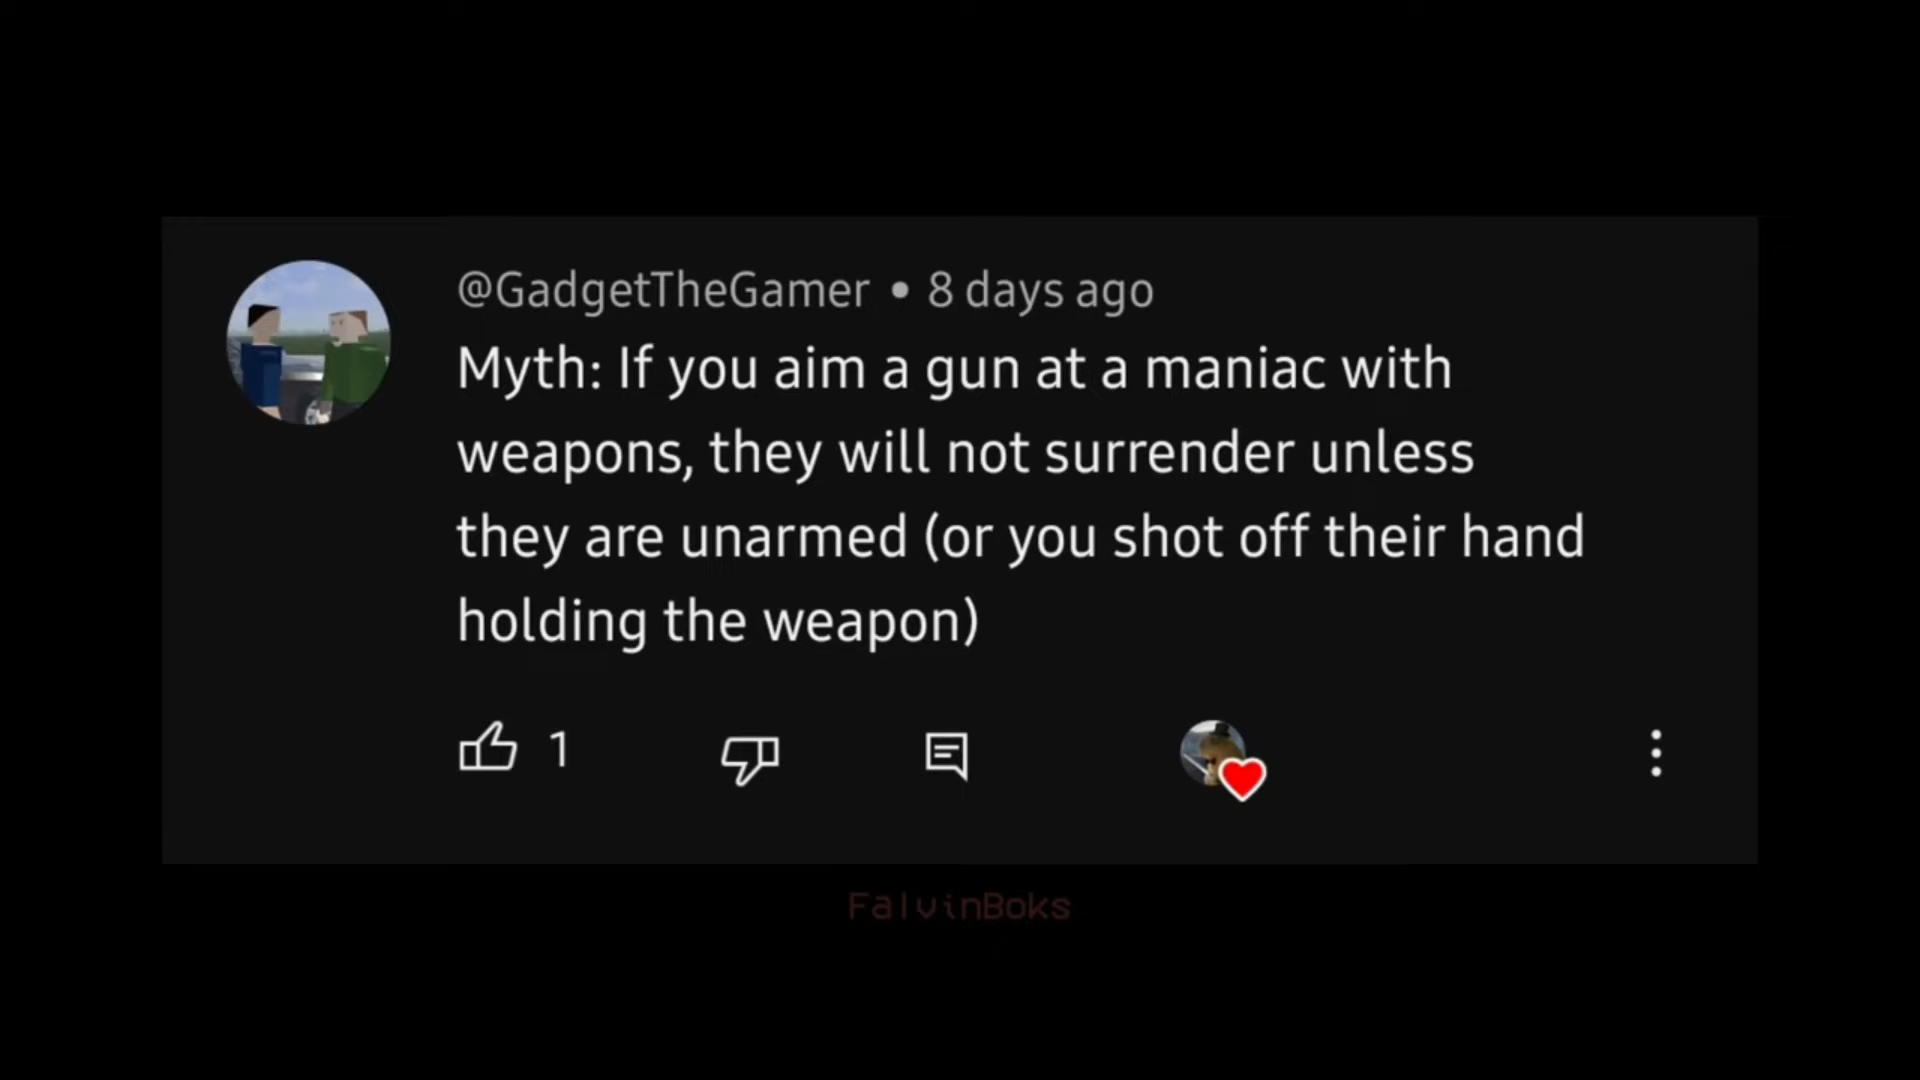 @GadgetTheGamer • 8 days ago
Myth: If you aim a gun at a maniac with
weapons, they will not surrender unless
they are unarmed (or you shot off their hand
holding the weapon)
1
FalvinBoks